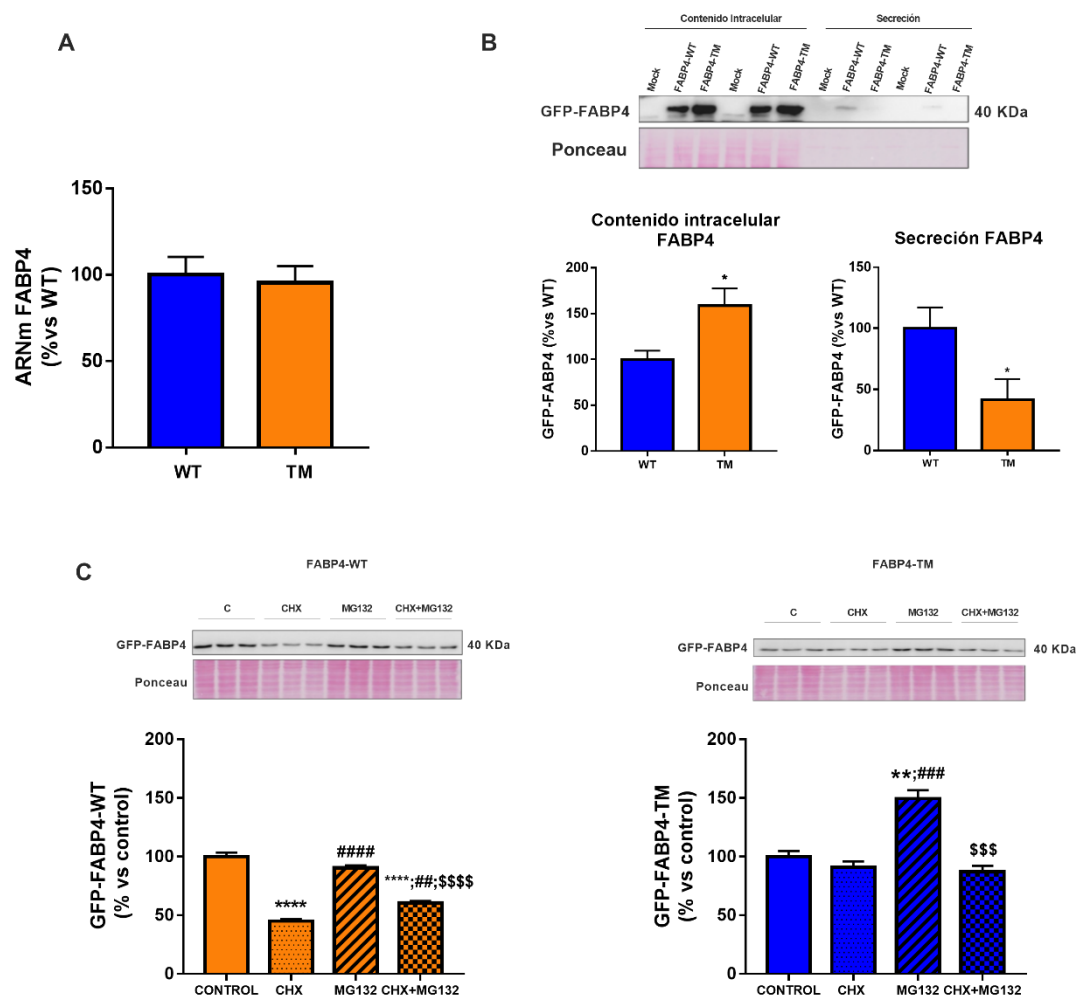 A
ARNm FABP4
(%vs WT)
150
100
50
0
WT TM
B
Contenido Intracelular Secreción
Mock FABP4-WT FABP4-TM Mock FABP4-WT FABP4-TM Mock FABP4-WT FABP4-TM Mock FABP4-WT FABP4-TM
GFP-FABP4 40 KDa
Ponceau
Contenido intracelular
FABP4
GFP-FABP4 (%vs WT)
200
150
100
50
0
*
WT TM
Secreción FABP4
GFP-FABP4 (%vs WT)
150
100
50
0
*
WT TM
C
FABP4-WT
C CHX MG132 CHX+MG132
GFP-FABP4 40 KDa
Ponceau
GFP-FABP4-WT
(% vs control)
200
150
100
50
0
****
####
****;##;$$$$
CONTROL CHX MG132 CHX+MG132
FABP4-TM
C CHX MG132 CHX+MG132
GFP-FABP4 40 KDa
Ponceau
GFP-FABP4-TM
(% vs control)
200
150
100
50
0
**;###
$$$
CONTROL CHX MG132 CHX+MG132